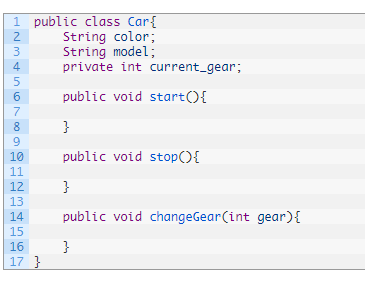 1 public class Car{
2     String color;
3     String model;
4     private int current_gear;
5
6     public void start(){
7
8     }
9
10     public void stop(){
11
12     }
13
14     public void changeGear(int gear){
15
16     }
17 }